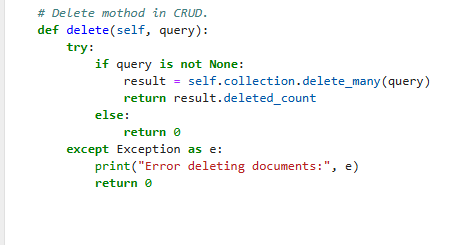 # Delete mothod in CRUD.
def delete(self, query):
    try:
        if query is not None:
            result = self.collection.delete_many(query)
            return result.deleted_count
        else:
            return 0
    except Exception as e:
        print("Error deleting documents:", e)
        return 0